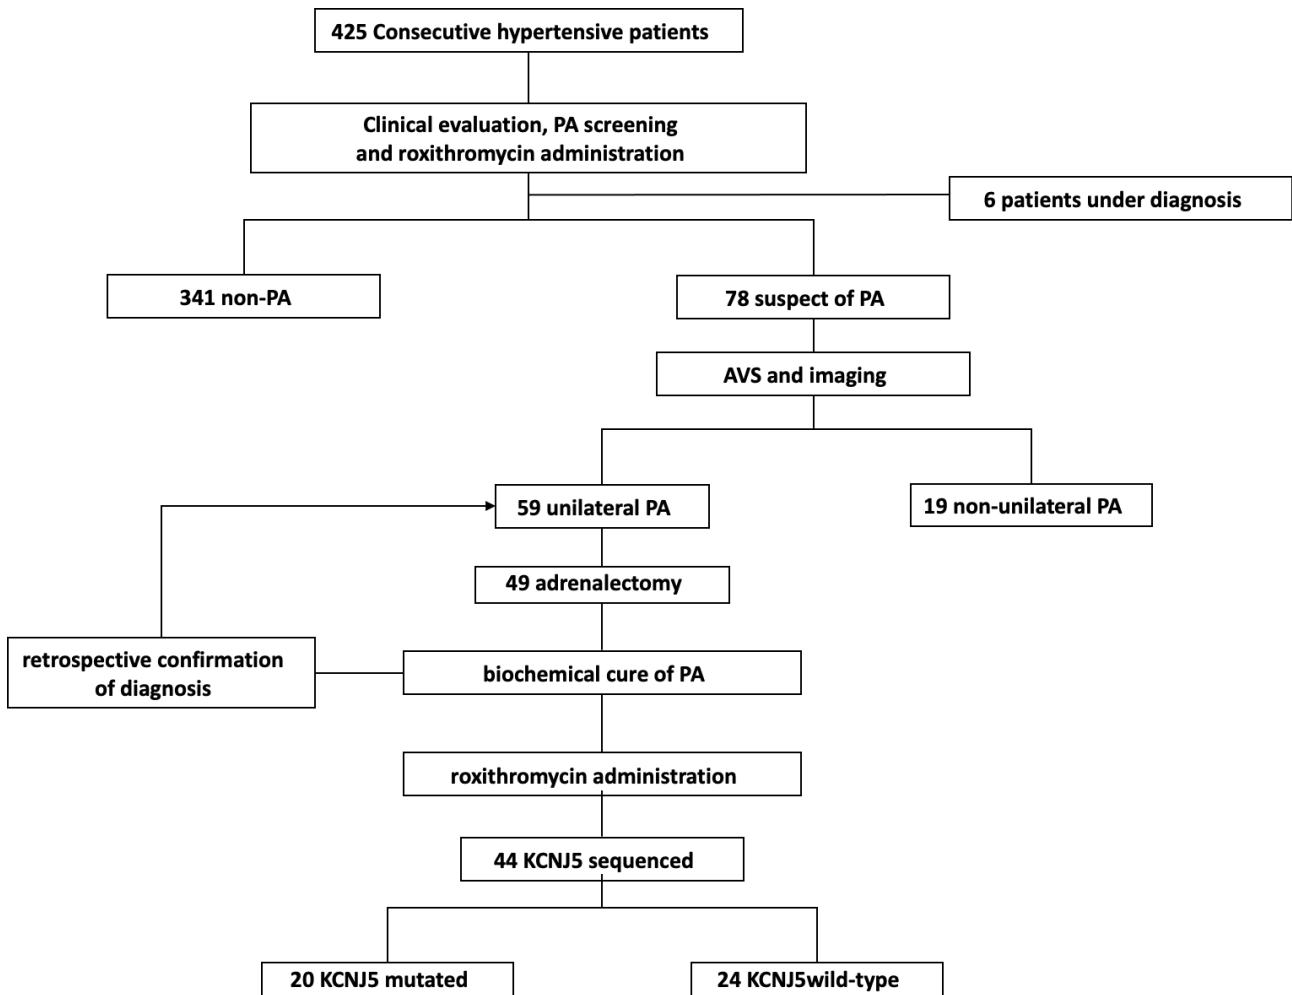 425 Consecutive hypertensive patients
Clinical evaluation, PA screening
and roxithromycin administration
6 patients under diagnosis
341 non-PA
78 suspect of PA
AVS and imaging
59 unilateral PA
19 non-unilateral PA
49 adrenalectomy
retrospective confirmation
of diagnosis
biochemical cure of PA
roxithromycin administration
44 KCNJ5 sequenced
20 KCNJ5 mutated
24 KCNJ5wild-type